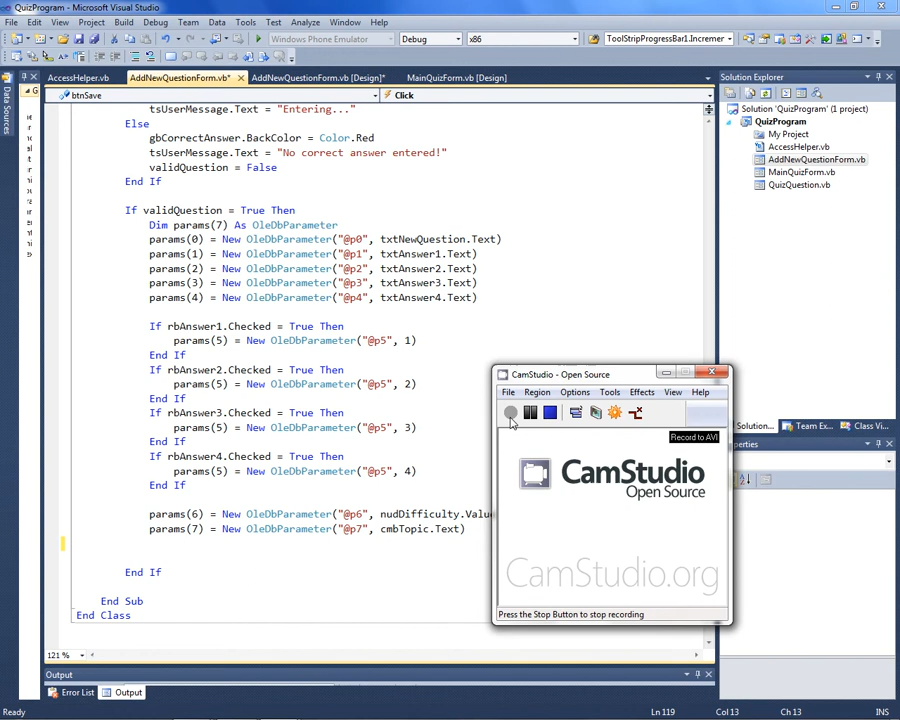 QuizProgram - Microsoft Visual Studio
File Edit View Project Build Debug Team Data Tools Test Analyze Window Help
Windows Phone Emulator Debug x86 ToolStripProgressBar1.Incremer
AccessHelper.vb AddNewQuestionForm.vb* AddNewQuestionForm.vb [Design]* MainQuizForm.vb [Design]
btnSave Click
Data Sources
tsUserMessage.Text = "Entering..."
Else
gbCorrectAnswer.BackColor = Color.Red
tsUserMessage.Text = "No correct answer entered!"
validQuestion = False
End If
If validQuestion = True Then
Dim params(7) As OleDbParameter
params(0) = New OleDbParameter("@p0", txtNewQuestion.Text)
params(1) = New OleDbParameter("@p1", txtAnswer1.Text)
params(2) = New OleDbParameter("@p2", txtAnswer2.Text)
params(3) = New OleDbParameter("@p3", txtAnswer3.Text)
params(4) = New OleDbParameter("@p4", txtAnswer4.Text)
If rbAnswer1.Checked = True Then
params(5) = New OleDbParameter("@p5", 1)
End If
If rbAnswer2.Checked = True Then
params(5) = New OleDbParameter("@p5", 2)
End If
If rbAnswer3.Checked = True Then
params(5) = New OleDbParameter("@p5", 3)
End If
If rbAnswer4.Checked = True Then
params(5) = New OleDbParameter("@p5", 4)
End If
params(6) = New OleDbParameter("@p6", nudDifficulty.Valu
params(7) = New OleDbParameter("@p7", cmbTopic.Text)
End If
End Sub
End Class
121 %
Output
Error List Output
Ready Ln 119 Col 13 Ch 13 INS
Solution Explorer
Solution 'QuizProgram' (1 project)
QuizProgram
My Project
AccessHelper.vb
AddNewQuestionForm.vb
MainQuizForm.vb
QuizQuestion.vb
Solution... Team Ex... Class Vi...
operties
CamStudio - Open Source
File Region Options Tools Effects View Help
Record to AVI
CamStudio
Open Source
CamStudio.org
Press the Stop Button to stop recording